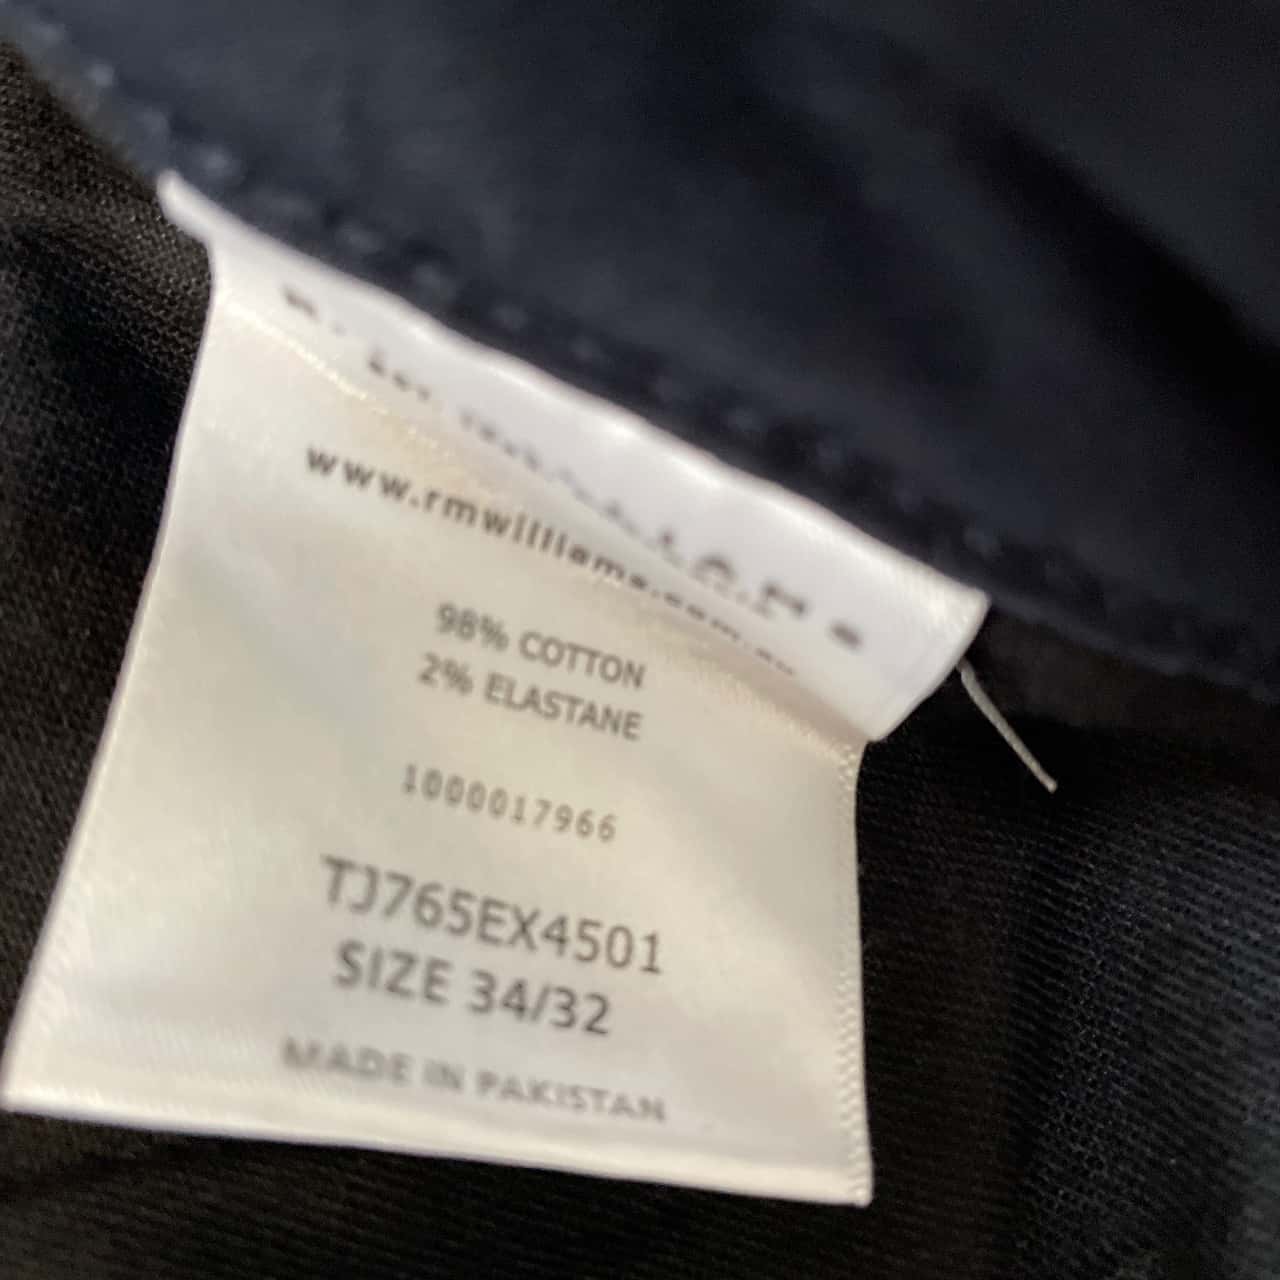 www.rmwilliams.com.au
98% COTTON
2% ELASTANE
1000017966
TJ765EX4501
SIZE 34/32
MADE IN PAKISTAN